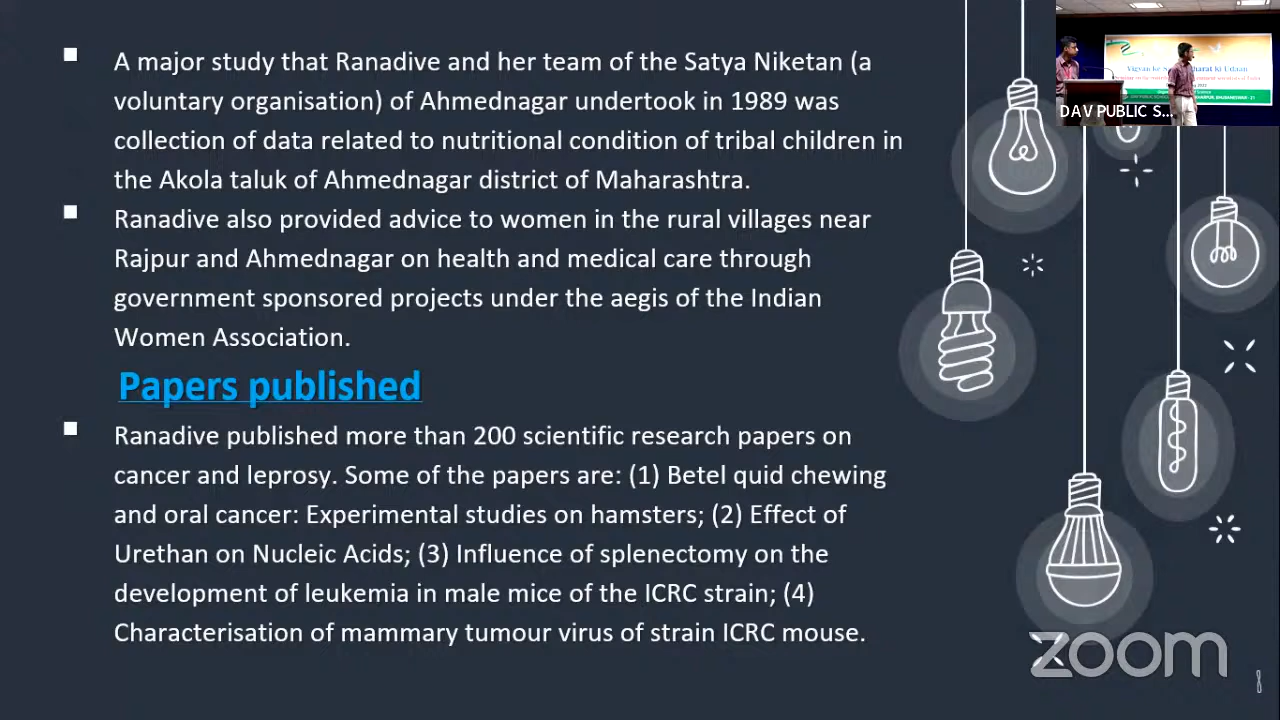 A major study that Ranadive and her team of the Satya Niketan (a
voluntary organisation) of Ahmednagar undertook in 1989 was
collection of data related to nutritional condition of tribal children in
the Akola taluk of Ahmednagar district of Maharashtra.
Ranadive also provided advice to women in the rural villages near
Rajpur and Ahmednagar on health and medical care through
government sponsored projects under the aegis of the Indian
Women Association.
Papers published
Ranadive published more than 200 scientific research papers on
cancer and leprosy. Some of the papers are: (1) Betel quid chewing
and oral cancer: Experimental studies on hamsters; (2) Effect of
Urethan on Nucleic Acids; (3) Influence of splenectomy on the
development of leukemia in male mice of the ICRC strain; (4)
Characterisation of mammary tumour virus of strain ICRC mouse.
Vigyan ke Bharat Ki Udaan
DAV PUBLIC S...
zoom
8